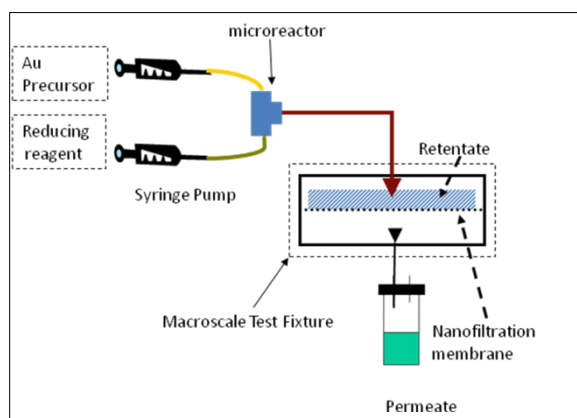 microreactor
Au
Precursor
Reducing
reagent
Syringe Pump
Retentate
Macroscale Test Fixture
Nanofiltration
membrane
Permeate